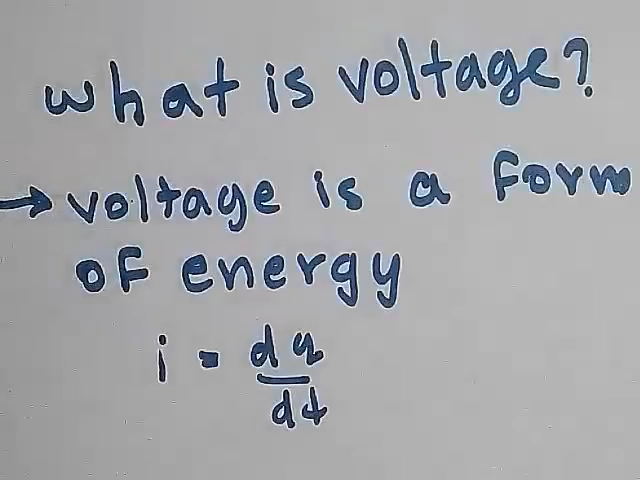 what is voltage?
→ voltage is a form
of energy
i = dq
dt